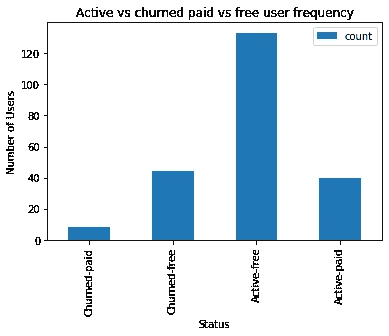 Active vs churned paid vs free user frequency
count
Number of Users
120
100
80
60
40
20
0
Churned-paid
Churned-free
Active-free
Active-paid
Status